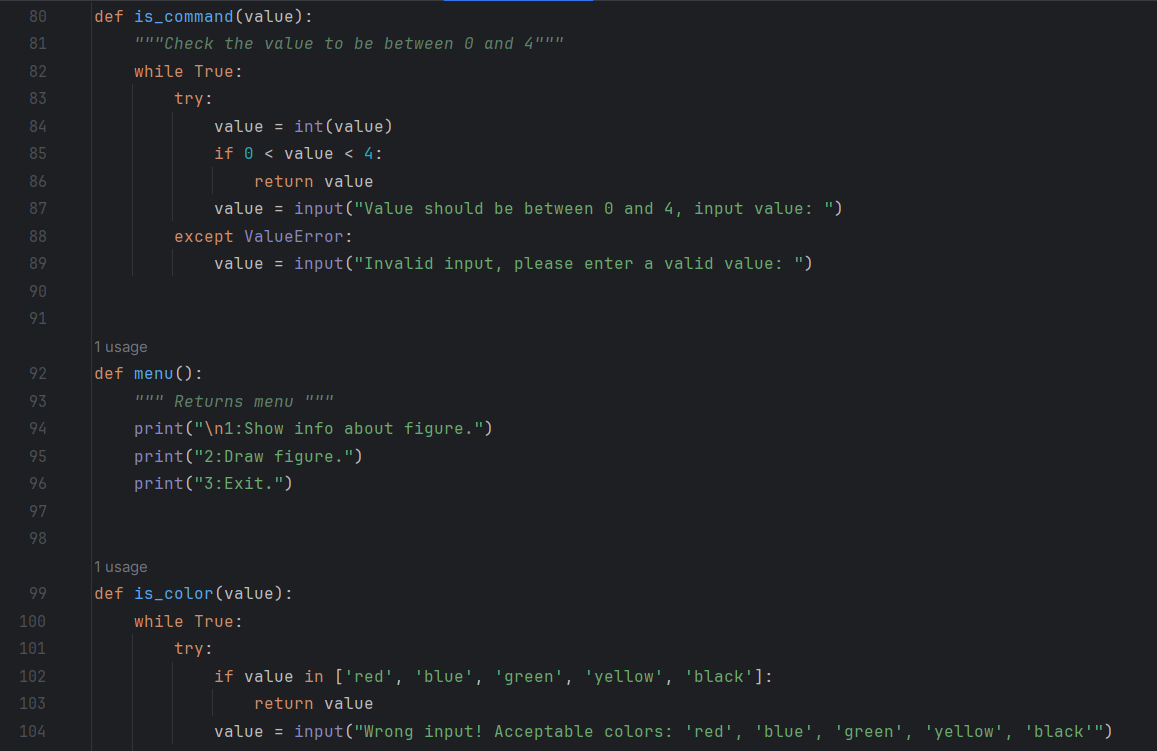 80 def is_command(value):
81     """Check the value to be between 0 and 4"""
82     while True:
83         try:
84             value = int(value)
85             if 0 < value < 4:
86                 return value
87             value = input("Value should be between 0 and 4, input value: ")
88         except ValueError:
89             value = input("Invalid input, please enter a valid value: ")
90
91
1 usage
92 def menu():
93     """ Returns menu """
94     print("\n1:Show info about figure.")
95     print("2:Draw figure.")
96     print("3:Exit.")
97
98
1 usage
99 def is_color(value):
100     while True:
101         try:
102             if value in ['red', 'blue', 'green', 'yellow', 'black']:
103                 return value
104             value = input("Wrong input! Acceptable colors: 'red', 'blue', 'green', 'yellow', 'black'")